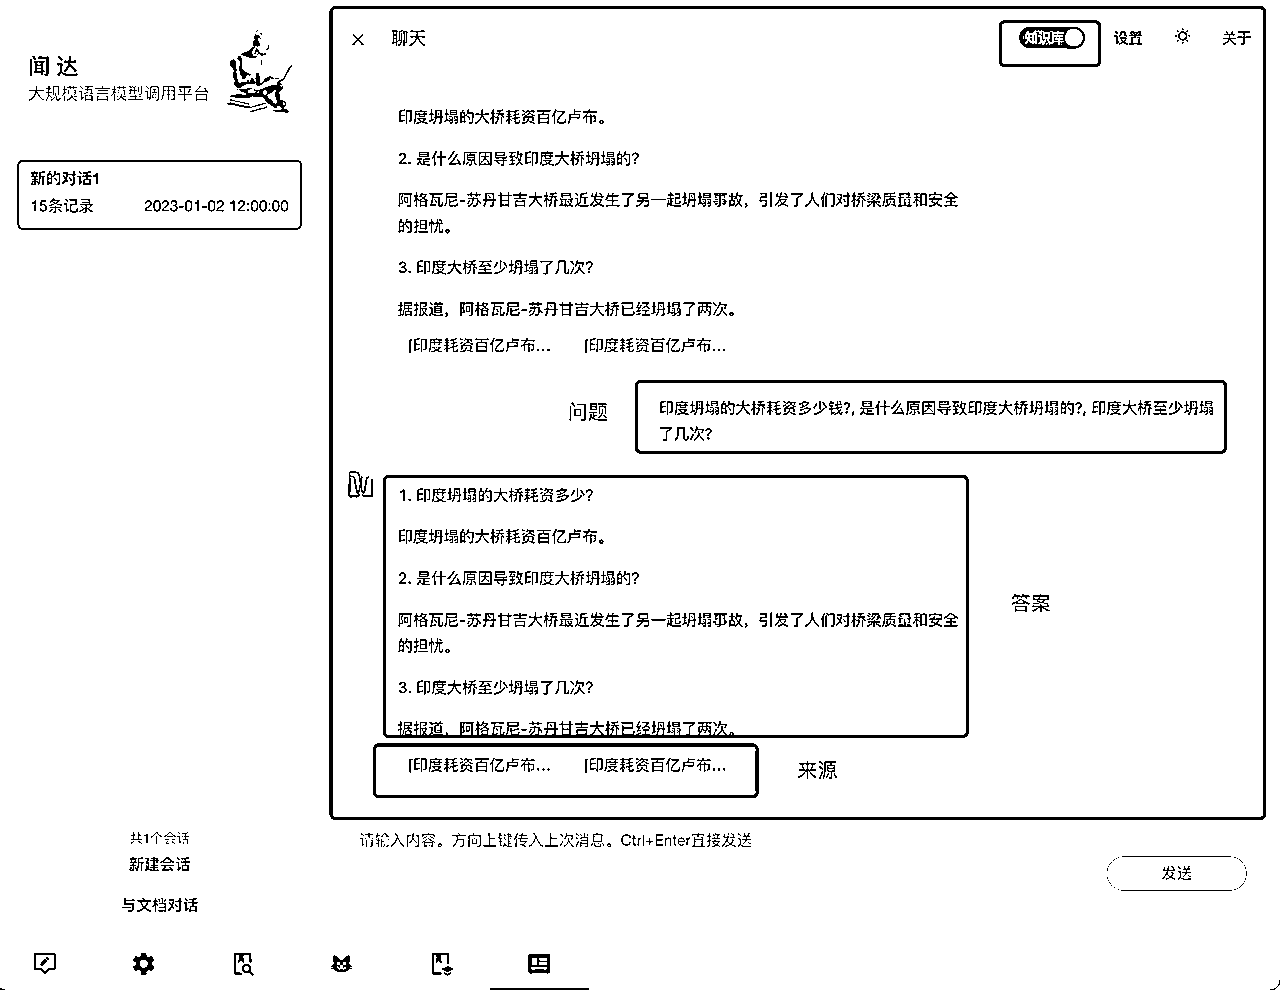 闻达
大规模语言模型调用平台
新的对话1
15条记录 2023-01-02 12:00:00
共1个会话
新建会话
与文档对话
聊天
知识库 设置 关于
印度坍塌的大桥耗资百亿卢布。
2. 是什么原因导致印度大桥坍塌的?
阿格瓦尼-苏丹甘吉大桥最近发生了另一起坍塌事故，引发了人们对桥梁质量和安全
的担忧。
3. 印度大桥至少坍塌了几次?
据报道，阿格瓦尼-苏丹甘吉大桥已经坍塌了两次。
「印度耗资百亿卢布... 「印度耗资百亿卢布...
问题
印度坍塌的大桥耗资多少钱?, 是什么原因导致印度大桥坍塌的?, 印度大桥至少坍塌
了几次?
1. 印度坍塌的大桥耗资多少?
印度坍塌的大桥耗资百亿卢布。
2. 是什么原因导致印度大桥坍塌的?
阿格瓦尼-苏丹甘吉大桥最近发生了另一起坍塌事故，引发了人们对桥梁质量和安全
的担忧。
3. 印度大桥至少坍塌了几次?
据报道，阿格瓦尼-苏丹甘吉大桥已经坍塌了两次。
答案
「印度耗资百亿卢布... 「印度耗资百亿卢布...
来源
请输入内容。方向上键传入上次消息。Ctrl+Enter直接发送
发送